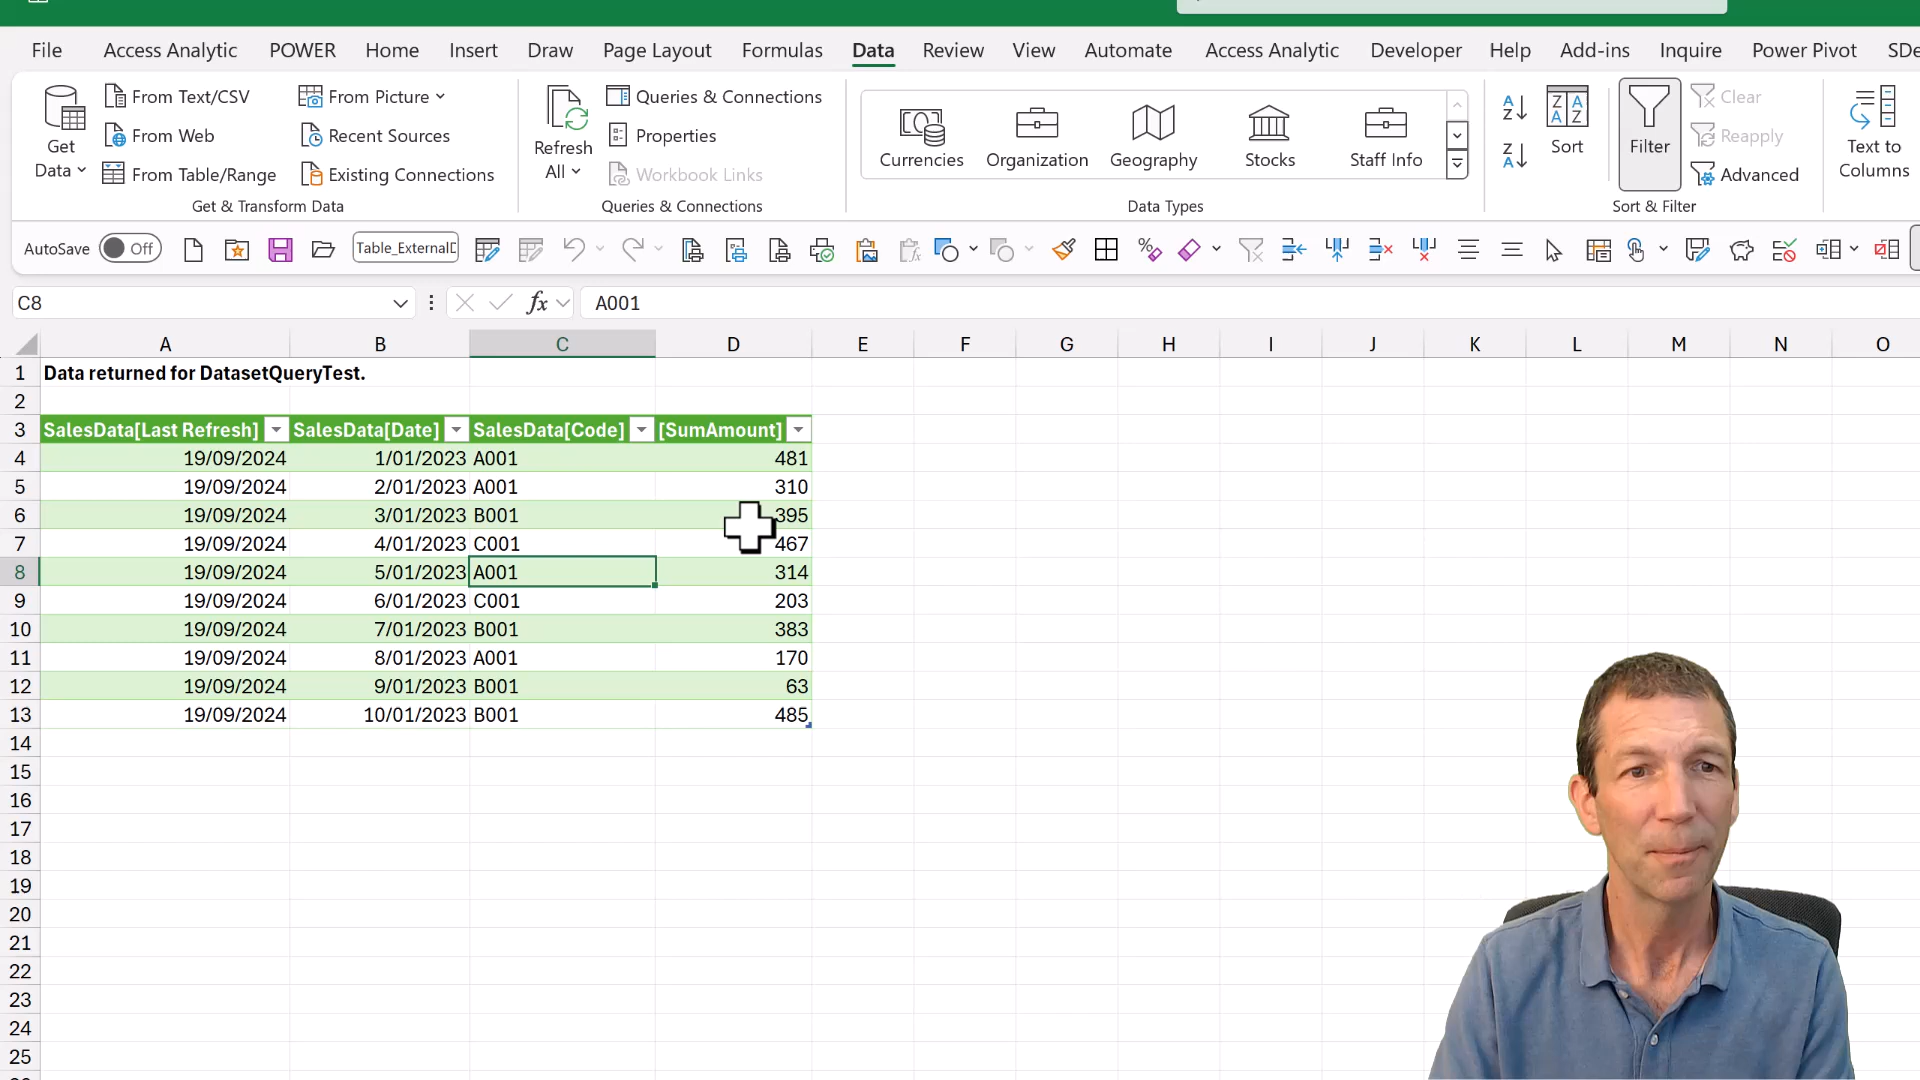 File Access Analytic POWER Home Insert Draw Page Layout Formulas Data Review View Automate Access Analytic Developer Help Add-ins Inquire Power Pivot
Get Data
From Text/CSV
From Web
From Table/Range
From Picture
Recent Sources
Existing Connections
Get & Transform Data
Refresh All
Queries & Connections
Properties
Workbook Links
Queries & Connections
Currencies
Organization
Geography
Stocks
Staff Info
Data Types
Sort
Filter
Clear
Reapply
Advanced
Sort & Filter
Text to Columns
AutoSave Off
C8 fx A001
A B C D E F G H I J K L M N O
1 Data returned for DatasetQueryTest.
2
3 SalesData[Last Refresh] SalesData[Date] SalesData[Code] [SumAmount]
4 19/09/2024 1/01/2023 A001 481
5 19/09/2024 2/01/2023 A001 310
6 19/09/2024 3/01/2023 B001 395
7 19/09/2024 4/01/2023 C001 467
8 19/09/2024 5/01/2023 A001 314
9 19/09/2024 6/01/2023 C001 203
10 19/09/2024 7/01/2023 B001 383
11 19/09/2024 8/01/2023 A001 170
12 19/09/2024 9/01/2023 B001 63
13 19/09/2024 10/01/2023 B001 485
14
15
16
17
18
19
20
21
22
23
24
25